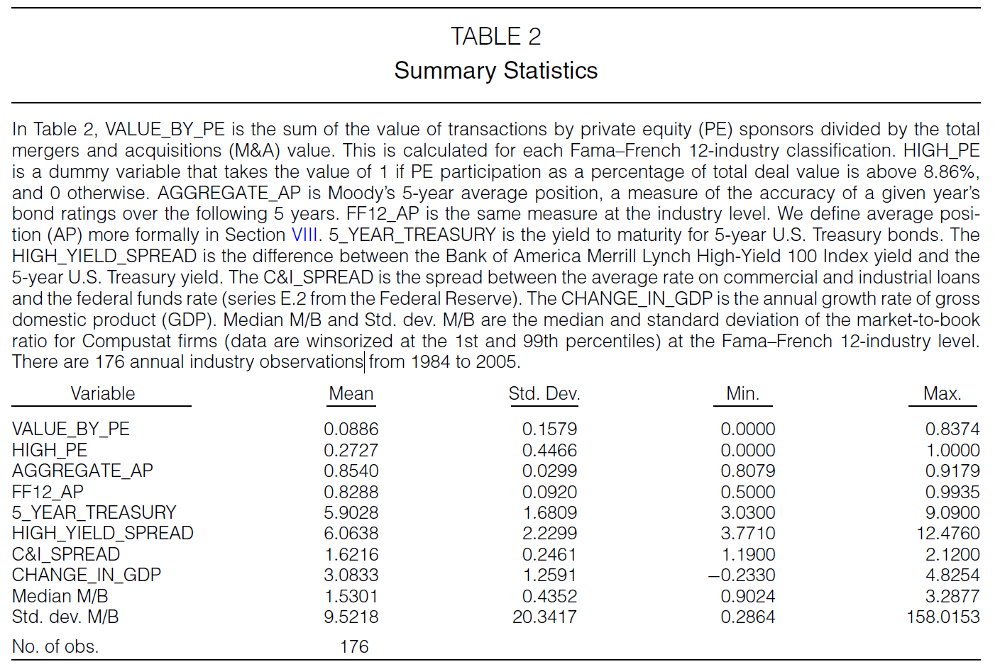 TABLE 2
Summary Statistics
In Table 2, VALUE_BY_PE is the sum of the value of transactions by private equity (PE) sponsors divided by the total
mergers and acquisitions (M&A) value. This is calculated for each Fama–French 12-industry classification. HIGH_PE
is a dummy variable that takes the value of 1 if PE participation as a percentage of total deal value is above 8.86%,
and 0 otherwise. AGGREGATE_AP is Moody's 5-year average position, a measure of the accuracy of a given year's
bond ratings over the following 5 years. FF12_AP is the same measure at the industry level. We define average posi-
tion (AP) more formally in Section VIII. 5_YEAR_TREASURY is the yield to maturity for 5-year U.S. Treasury bonds. The
HIGH_YIELD_SPREAD is the difference between the Bank of America Merrill Lynch High-Yield 100 Index yield and the
5-year U.S. Treasury yield. The C&I_SPREAD is the spread between the average rate on commercial and industrial loans
and the federal funds rate (series E.2 from the Federal Reserve). The CHANGE_IN_GDP is the annual growth rate of gross
domestic product (GDP). Median M/B and Std. dev. M/B are the median and standard deviation of the market-to-book
ratio for Compustat firms (data are winsorized at the 1st and 99th percentiles) at the Fama–French 12-industry level.
There are 176 annual industry observations from 1984 to 2005.
Variable Mean Std. Dev. Min. Max.
VALUE_BY_PE 0.0886 0.1579 0.0000 0.8374
HIGH_PE 0.2727 0.4466 0.0000 1.0000
AGGREGATE_AP 0.8540 0.0299 0.8079 0.9179
FF12_AP 0.8288 0.0920 0.5000 0.9935
5_YEAR_TREASURY 5.9028 1.6809 3.0300 9.0900
HIGH_YIELD_SPREAD 6.0638 2.2299 3.7710 12.4760
C&I_SPREAD 1.6216 0.2461 1.1900 2.1200
CHANGE_IN_GDP 3.0833 1.2591 −0.2330 4.8254
Median M/B 1.5301 0.4352 0.9024 3.2877
Std. dev. M/B 9.5218 20.3417 0.2864 158.0153
No. of obs. 176